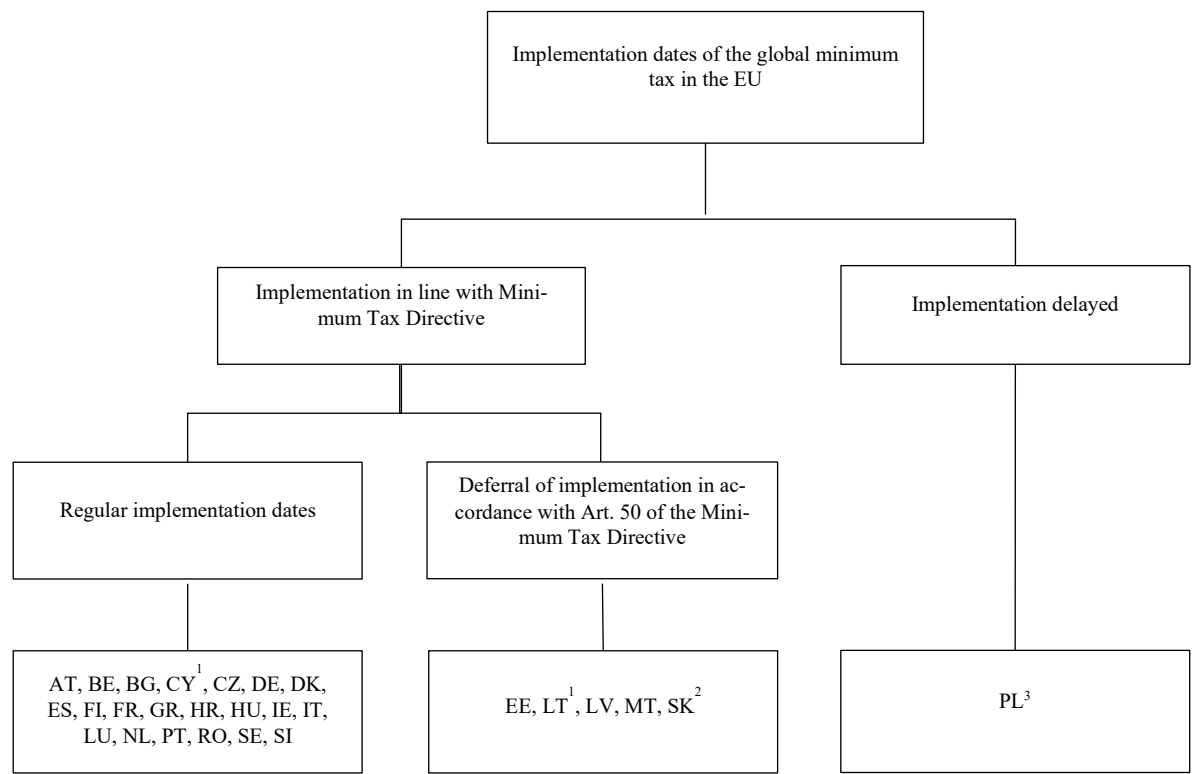 Implementation dates of the global minimum
tax in the EU
Implementation in line with Mini-
mum Tax Directive
Implementation delayed
Regular implementation dates
Deferral of implementation in ac-
cordance with Art. 50 of the Mini-
mum Tax Directive
AT, BE, BG, CY¹, CZ, DE, DK,
ES, FI, FR, GR, HR, HU, IE, IT,
LU, NL, PT, RO, SE, SI
EE, LT¹, LV, MT, SK²
PL³